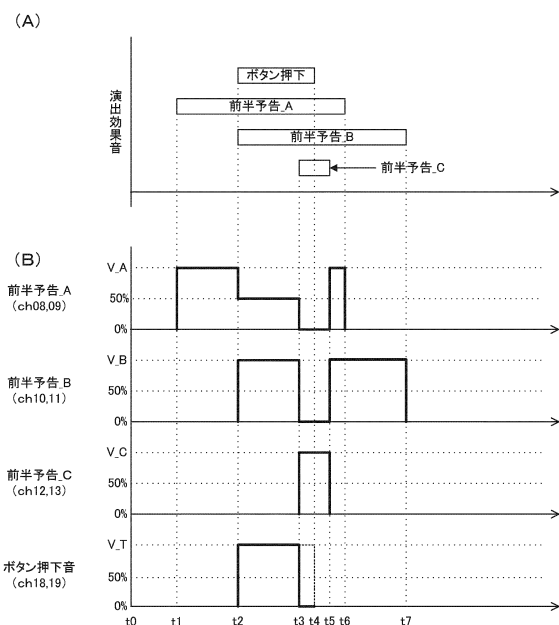 (A)
演出効果音
ボタン押下
前半予告_A
前半予告_B
前半予告_C
(B)
前半予告_A
(ch08,09)
V_A
50%
0%
前半予告_B
(ch10,11)
V_B
50%
0%
前半予告_C
(ch12,13)
V_C
50%
0%
ボタン押下音
(ch18,19)
V_T
50%
0%
t0 t1 t2 t3 t4 t5 t6 t7